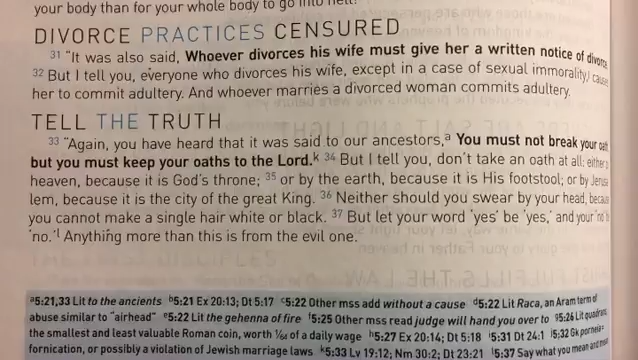 your body than for your whole body to go into hell!
DIVORCE PRACTICES CENSURED
31 "It was also said, Whoever divorces his wife must give her a written notice of divorce
32 But I tell you, everyone who divorces his wife, except in a case of sexual immorality, causes
her to commit adultery. And whoever marries a divorced woman commits adultery.
TELL THE TRUTH
33 "Again, you have heard that it was said to our ancestors,a You must not break your oath
but you must keep your oaths to the Lord.k 34 But I tell you, don't take an oath at all: either
heaven, because it is God's throne; 35 or by the earth, because it is His footstool; or by Jerusa
lem, because it is the city of the great King. 36 Neither should you swear by your head, because
you cannot make a single hair white or black. 37 But let your word 'yes' be 'yes,' and your 'no'
'no.'l Anything more than this is from the evil one.
a5:21,33 Lit to the ancients b5:21 Ex 20:13; Dt 5:17 c5:22 Other mss add without a cause d5:22 Lit Raca, an Aram term of
abuse similar to "airhead" e5:22 Lit the gehenna of fire f5:25 Other mss read judge will hand you over to g5:26 Lit quadrans,
the smallest and least valuable Roman coin, worth 1/64 of a daily wage h5:27 Ex 20:14; Dt 5:18 i5:31 Dt 24:1 j5:32 Gk porneia =
fornication, or possibly a violation of Jewish marriage laws k5:33 Lv 19:12; Nm 30:2; Dt 23:21 l5:37 Say what you mean and mean